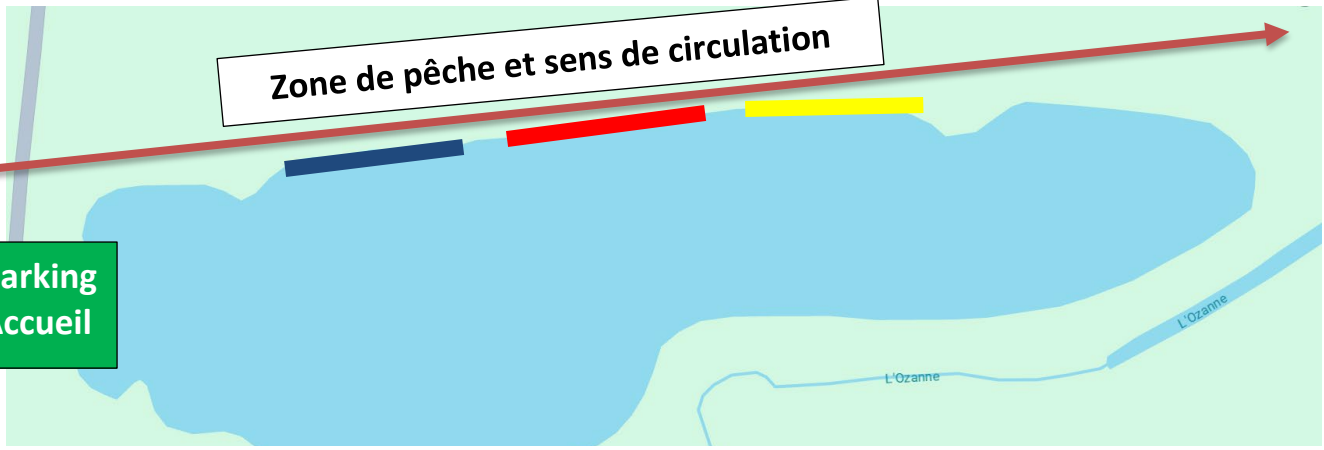 Zone de pêche et sens de circulation
arking
Accueil
L'Ozanne
L'Ozanne